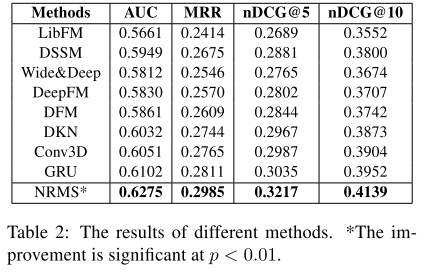 Methods AUC MRR nDCG@5 nDCG@10
LibFM 0.5661 0.2414 0.2689 0.3552
DSSM 0.5949 0.2675 0.2881 0.3800
Wide&Deep 0.5812 0.2546 0.2765 0.3674
DeepFM 0.5830 0.2570 0.2802 0.3707
DFM 0.5861 0.2609 0.2844 0.3742
DKN 0.6032 0.2744 0.2967 0.3873
Conv3D 0.6051 0.2765 0.2987 0.3904
GRU 0.6102 0.2811 0.3035 0.3952
NRMS* 0.6275 0.2985 0.3217 0.4139
Table 2: The results of different methods. *The im-
provement is significant at p < 0.01.